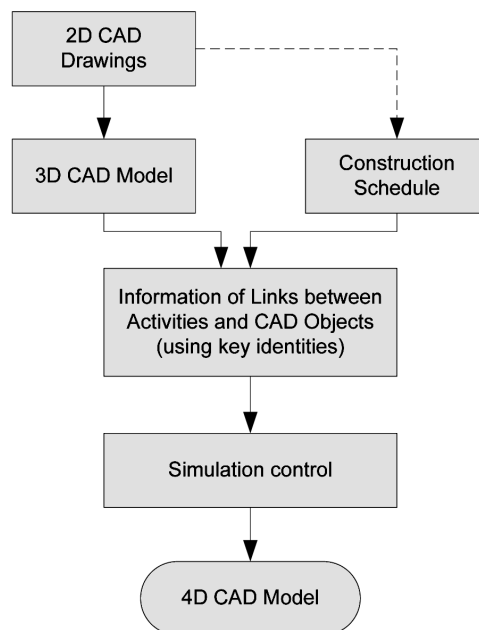 2D CAD
Drawings
3D CAD Model
Construction
Schedule
Information of Links between
Activities and CAD Objects
(using key identities)
Simulation control
4D CAD Model